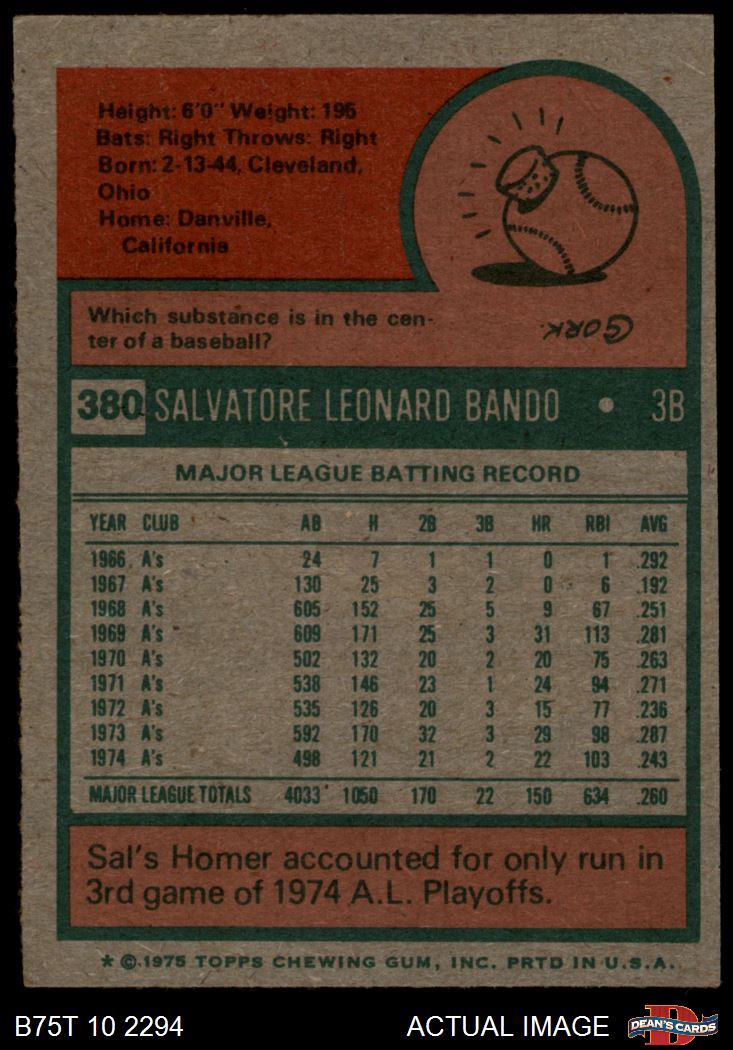 Height: 6'0" Weight: 195
Bats: Right Throws: Right
Born: 2-13-44, Cleveland,
Ohio
Home: Danville,
California
Which substance is in the cen-
ter of a baseball?
CORK.
380 SALVATORE LEONARD BANDO • 3B
MAJOR LEAGUE BATTING RECORD
YEAR CLUB AB H 2B 3B HR RBI AVG
1966 A's 24 7 1 1 0 1 .292
1967 A's 130 25 3 2 0 6 .192
1968 A's 605 152 25 5 9 67 .251
1969 A's 609 171 25 3 31 113 .281
1970 A's 502 132 20 2 20 75 .263
1971 A's 538 146 23 1 24 94 .271
1972 A's 535 126 20 3 15 77 .236
1973 A's 592 170 32 3 29 98 .287
1974 A's 498 121 21 2 22 103 .243
MAJOR LEAGUE TOTALS 4033 1050 170 22 150 634 .260
Sal's Homer accounted for only run in
3rd game of 1974 A.L. Playoffs.
* © 1975 TOPPS CHEWING GUM, INC. PRTD IN U.S.A.
B75T 10 2294 ACTUAL IMAGE D DEAN'S CARDS